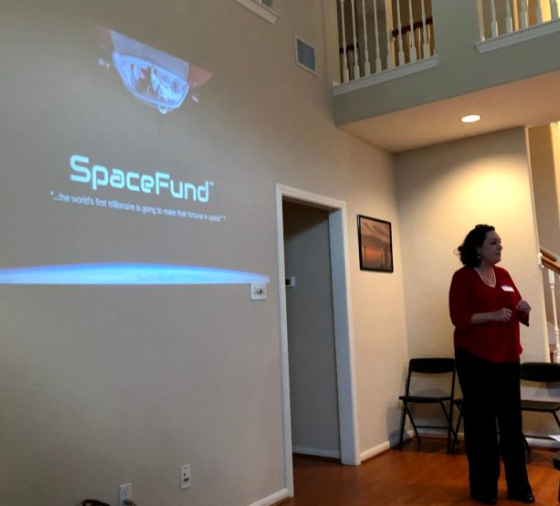 SpaceFund™
"...the world's first trillionaire is going to make their fortune in space."